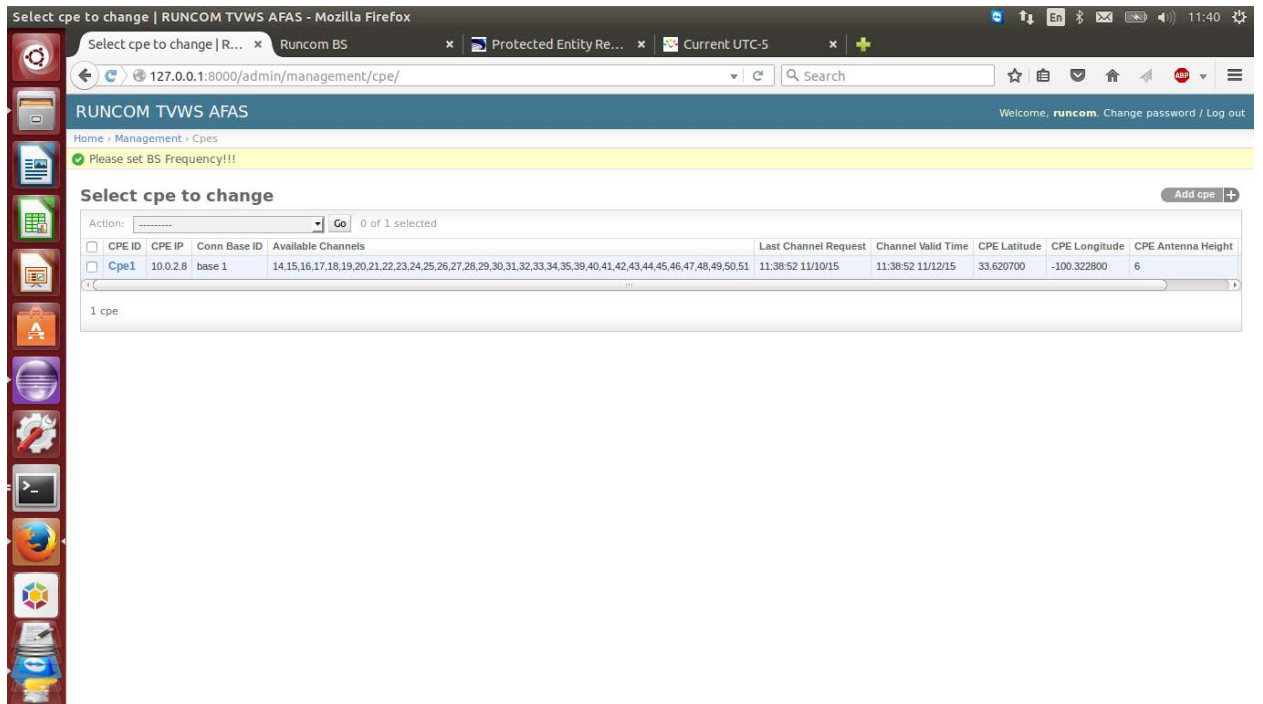 Select cpe to change | RUNCOM TVWS AFAS - Mozilla Firefox
En
11:40
Select cpe to change | R... ×
Runcom BS ×
Protected Entity Re... ×
Current UTC-5 ×
127.0.0.1:8000/admin/management/cpe/
Search
ABP
RUNCOM TVWS AFAS
Welcome, runcom. Change password / Log out
Home › Management › Cpes
Please set BS Frequency!!!
Select cpe to change
Add cpe +
Action: --------- Go 0 of 1 selected
CPE ID CPE IP Conn Base ID Available Channels Last Channel Request Channel Valid Time CPE Latitude CPE Longitude CPE Antenna Height
Cpe1 10.0.2.8 base 1 14,15,16,17,18,19,20,21,22,23,24,25,26,27,28,29,30,31,32,33,34,35,39,40,41,42,43,44,45,46,47,48,49,50,51 11:38:52 11/10/15 11:38:52 11/12/15 33.620700 -100.322800 6
1 cpe